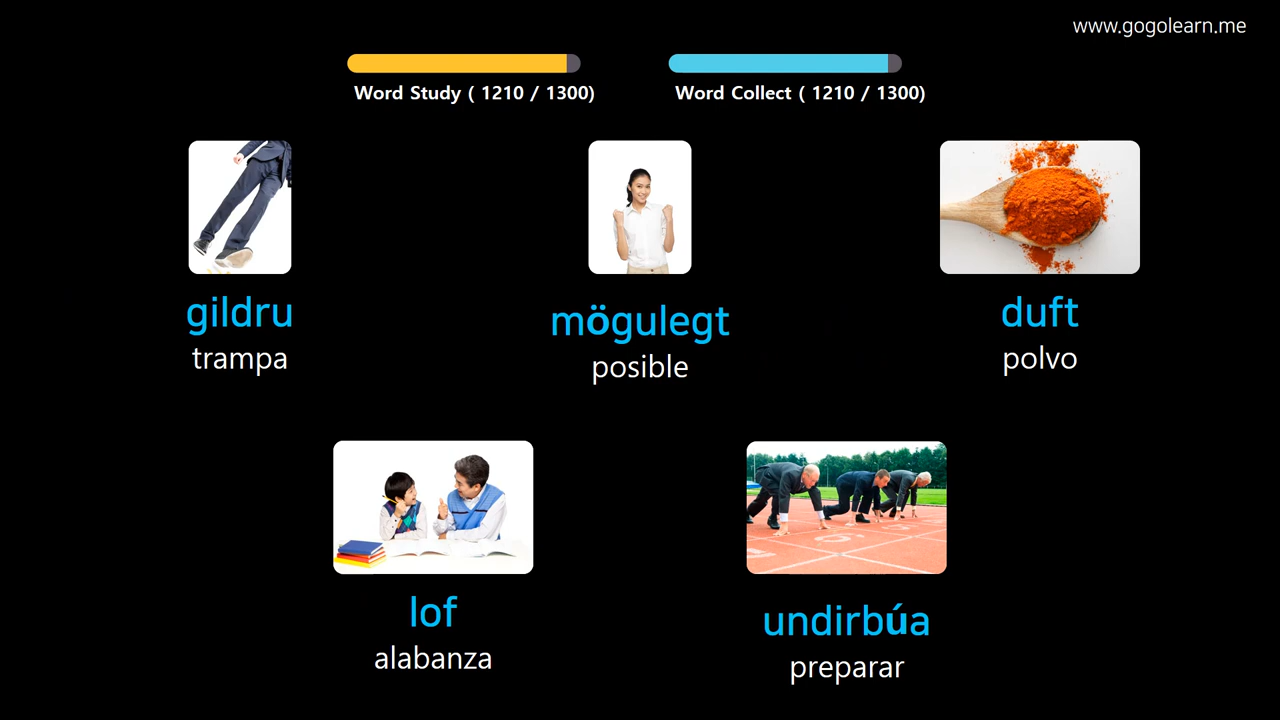 www.gogolearn.me
Word Study ( 1210 / 1300)
Word Collect ( 1210 / 1300)
gildru
trampa
mögulegt
posible
duft
polvo
lof
alabanza
undirbúa
preparar